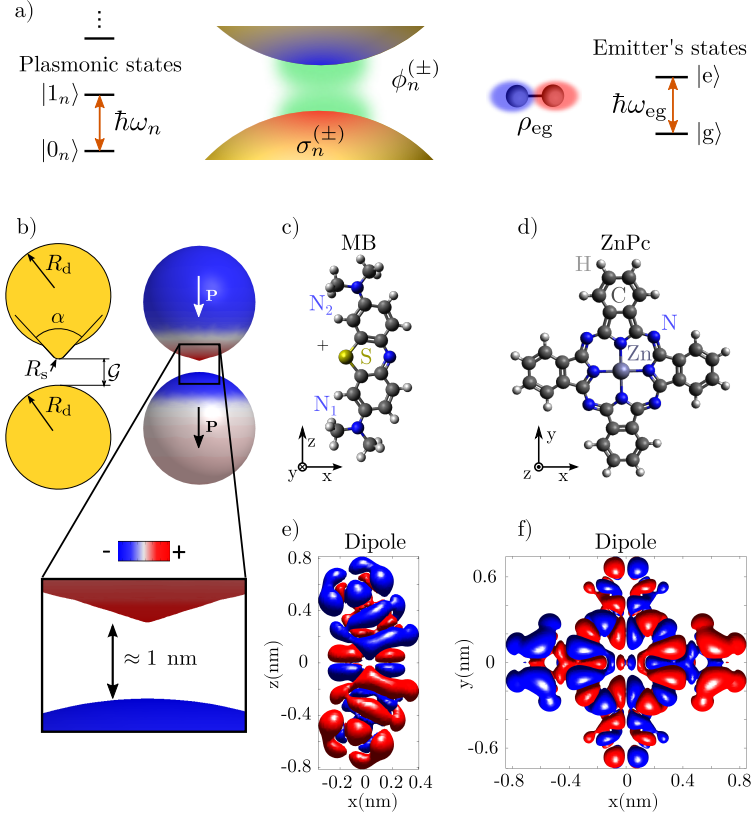 a)
⋮
Plasmonic states
|1ₙ⟩
ħωₙ
|0ₙ⟩
ϕₙ⁽±⁾
σₙ⁽±⁾
ρeg
Emitter's states
|e⟩
ħωeg
|g⟩
b)
Rd
α
Rs
𝒢
Rd
P
P
- +
≈ 1 nm
c)
MB
N₂
+
S
N₁
z
y
x
d)
ZnPc
H
C
N
Zn
y
z
x
e)
Dipole
0.8
0.4
0
-0.4
-0.8
z(nm)
-0.2 0 0.2 0.4
x(nm)
f)
Dipole
0.6
0
-0.6
y(nm)
-0.8 -0.4 0 0.4 0.8
x(nm)